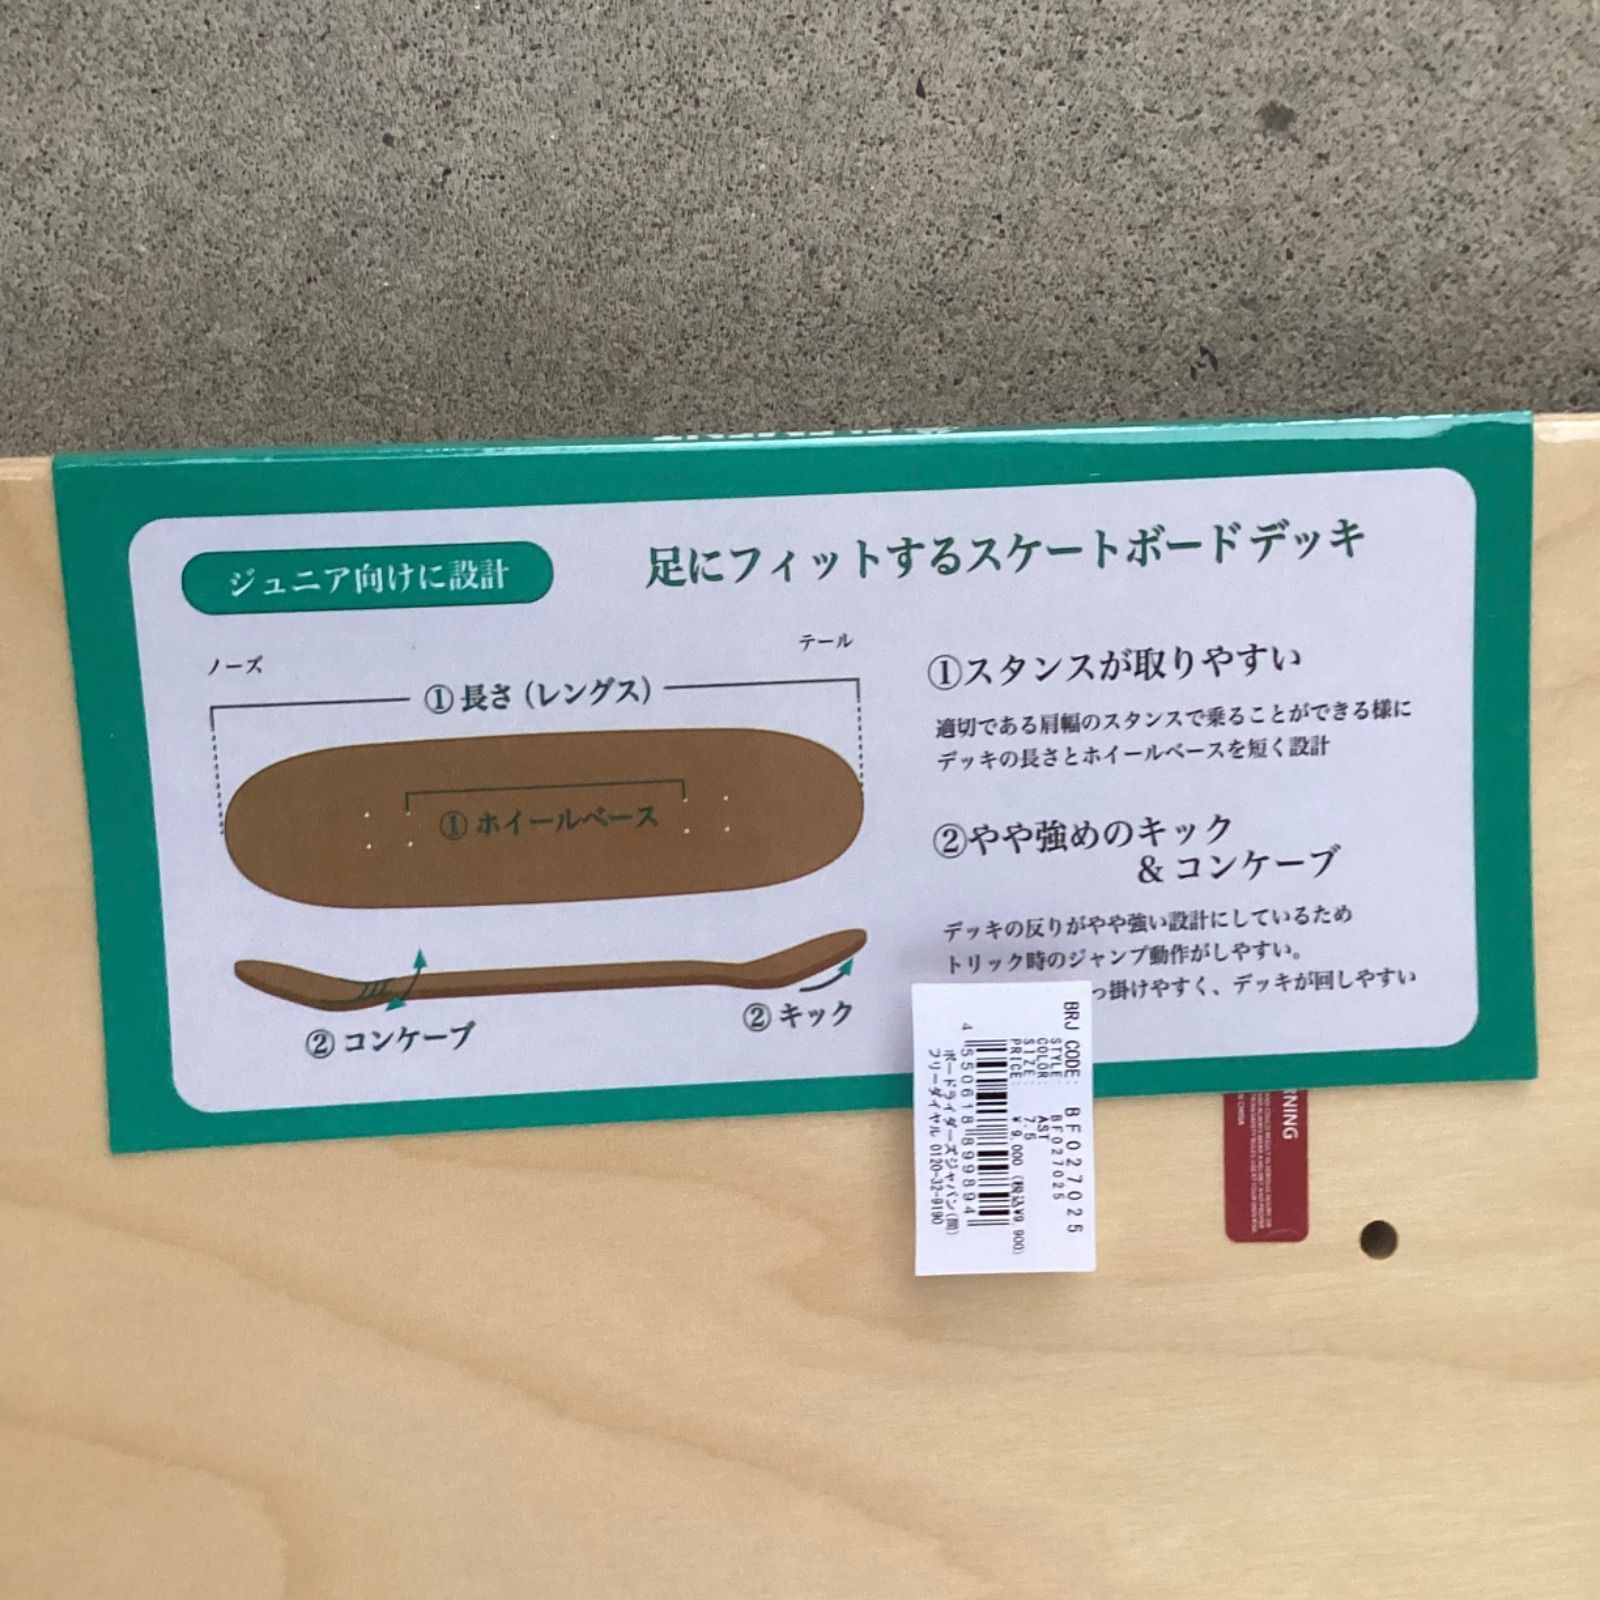 ジュニア向けに設計
足にフィットするスケートボードデッキ
ノーズ
テール
①長さ（レングス）
①ホイールベース
②コンケーブ
②キック
①スタンスが取りやすい
適切である肩幅のスタンスで乗ることができる様に
デッキの長さとホイールベースを短く設計
②やや強めのキック
&コンケーブ
デッキの反りがやや強い設計にしているため
トリック時のジャンプ動作がしやすい。
っ掛けやすく、デッキが回しやすい
BRJ CODE: BF027025
STYLE: BF027025
COLOR: AST
SIZE: 7.5
PRICE: ￥9,000（税込￥9,900）
4 550618 899894
ボードライダーズジャパン(同)
フリーダイヤル 0120-32-9190
RNING